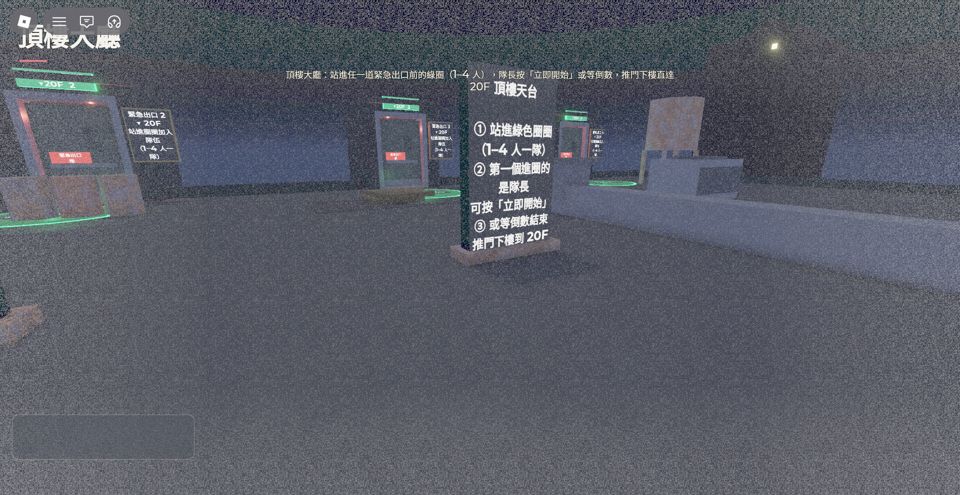 頂樓大廳
頂樓大廳：站進任一道緊急出口前的綠圈（1–4 人），隊長按「立即開始」或等倒數，推門下樓直達
20F
頂樓天台
① 站進綠色圈圈
（1–4 人一隊）
② 第一個進圈的
是隊長
可按「立即開始」
③ 或等倒數結束
推門下樓到 20F
緊急出口 2
▼ 20F
站進圈圈加入
隊伍
（1–4 人一
隊）